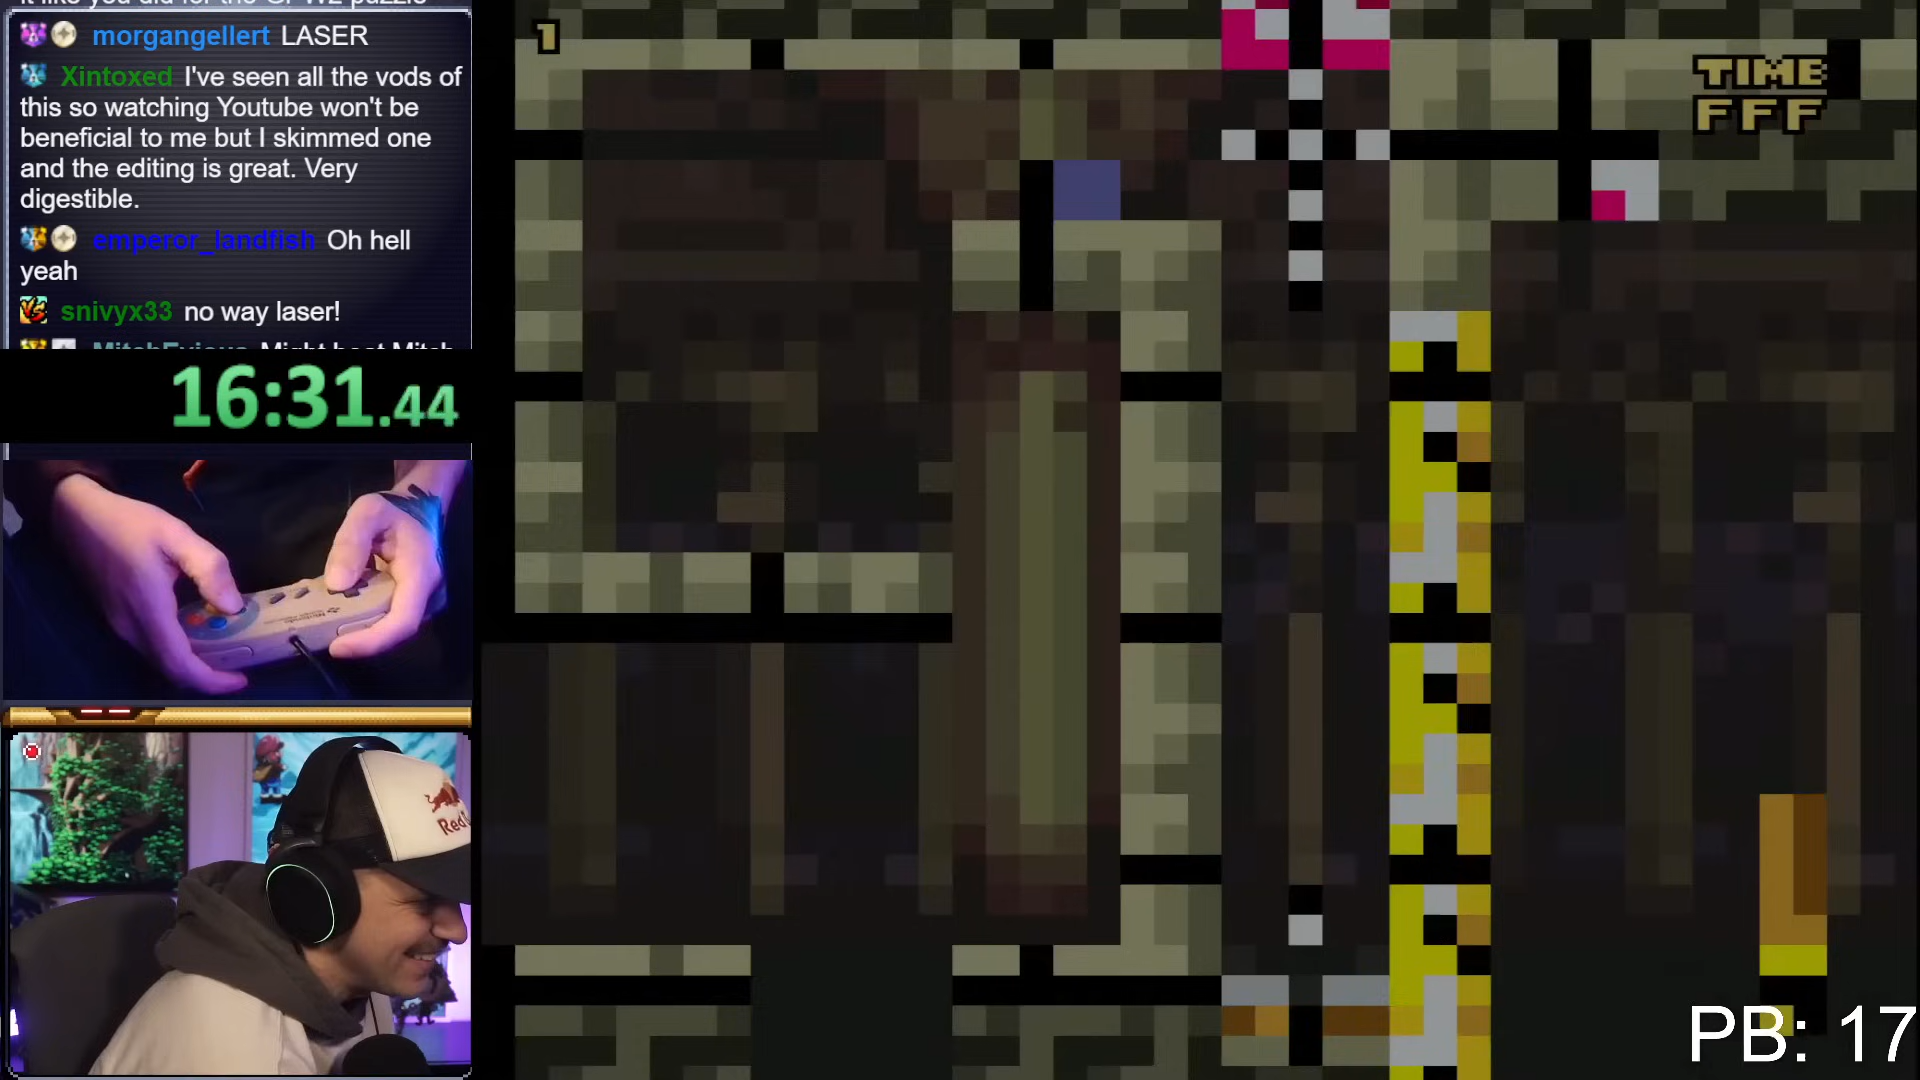 morgangellert LASER
Xintoxed I've seen all the vods of
this so watching Youtube won't be
beneficial to me but I skimmed one
and the editing is great. Very
digestible.
emperor_landfish Oh hell
yeah
snivyx33 no way laser!
16:31.44
1
TIME
FFF
PB: 17